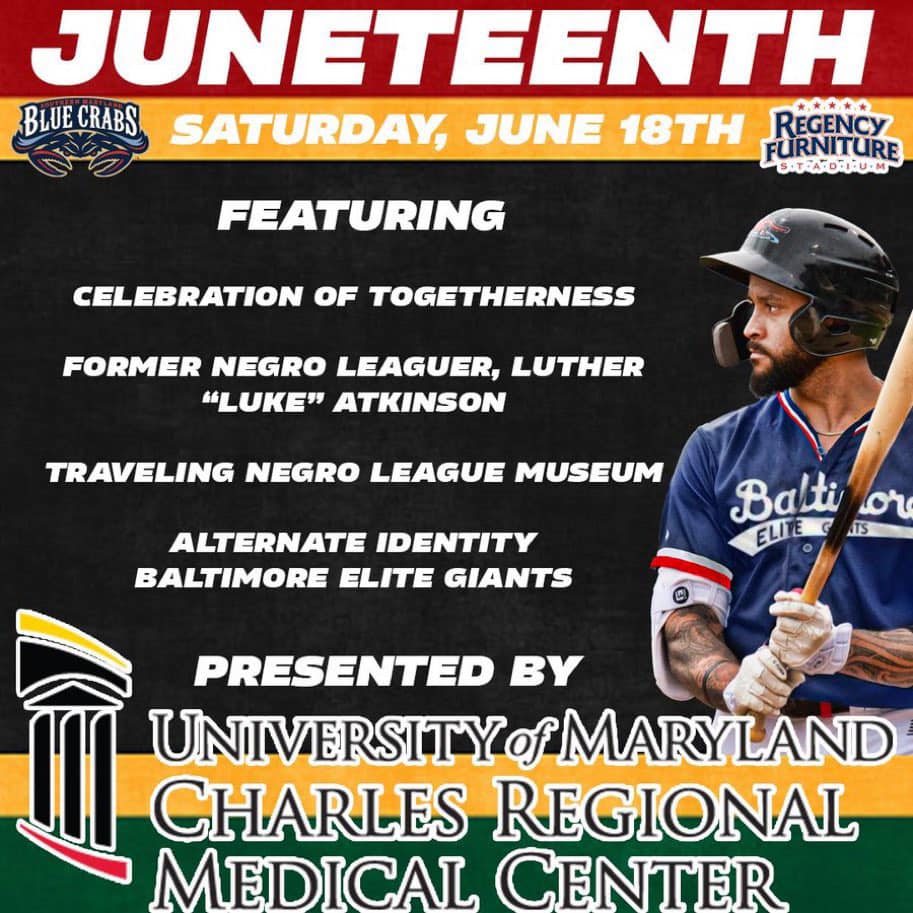 JUNETEENTH
SOUTHERN MARYLAND
BLUE CRABS
SATURDAY, JUNE 18TH
REGENCY
FURNITURE
STADIUM
FEATURING
CELEBRATION OF TOGETHERNESS
FORMER NEGRO LEAGUER, LUTHER
“LUKE” ATKINSON
TRAVELING NEGRO LEAGUE MUSEUM
ALTERNATE IDENTITY
BALTIMORE ELITE GIANTS
Baltimore
ELITE GIANTS
PRESENTED BY
UNIVERSITY of MARYLAND
CHARLES REGIONAL
MEDICAL CENTER